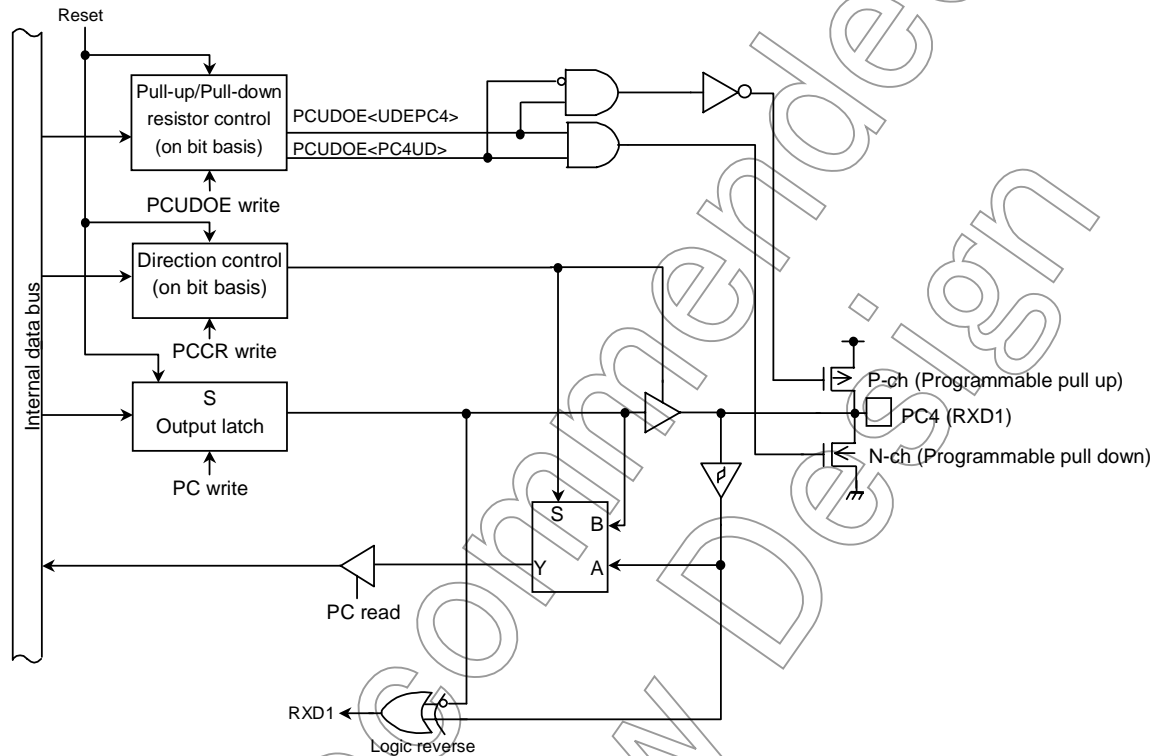 Reset
Pull-up/Pull-down
resistor control
(on bit basis)
PCUDOE<UDEPC4>
PCUDOE<PC4UD>
PCUDOE write
Direction control
(on bit basis)
PCCR write
Internal data bus
S
Output latch
PC write
P-ch (Programmable pull up)
PC4 (RXD1)
N-ch (Programmable pull down)
S
B
Y
A
PC read
RXD1
Logic reverse
commende
w Design